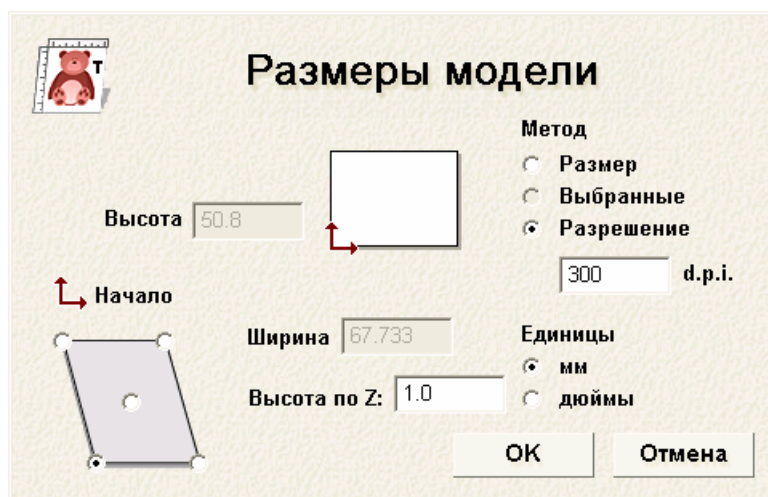 T
Размеры модели
Метод
Размер
Выбранные
Разрешение
300 d.p.i.
Высота 50.8
Начало
Ширина 67.733
Высота по Z: 1.0
Единицы
мм
дюймы
OK Отмена